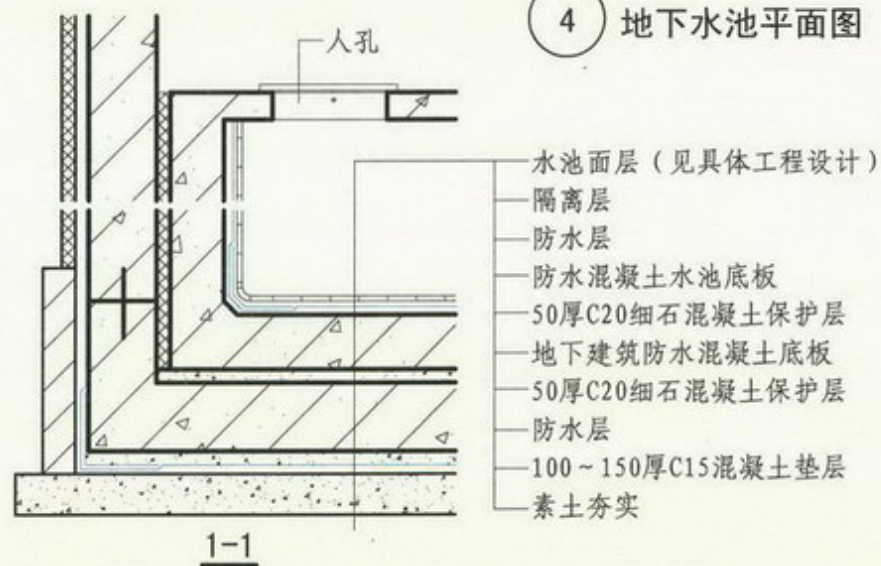 4 地下水池平面图
人孔
水池面层（见具体工程设计）
隔离层
防水层
防水混凝土水池底板
50厚C20细石混凝土保护层
地下建筑防水混凝土底板
50厚C20细石混凝土保护层
防水层
100~150厚C15混凝土垫层
素土夯实
1-1